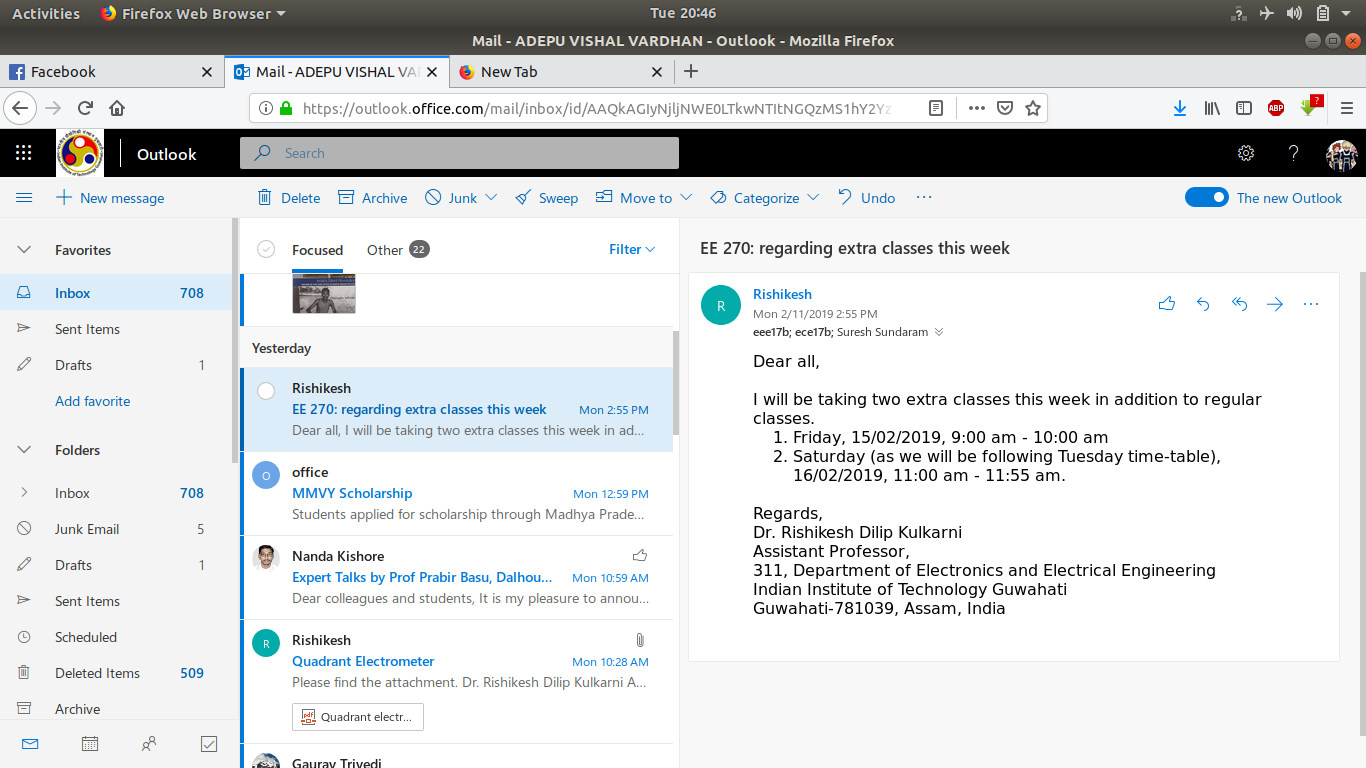 Activities Firefox Web Browser Tue 20:46
Mail - ADEPU VISHAL VARDHAN - Outlook - Mozilla Firefox
Facebook Mail - ADEPU VISHAL VA New Tab
https://outlook.office.com/mail/inbox/id/AAQkAGIyNjljNWE0LTkwNTItNGQzMS1hY2Yz
ABP ?
Outlook Search ?
New message Delete Archive Junk Sweep Move to Categorize Undo The new Outlook
Favorites
Inbox 708
Sent Items
Drafts 1
Add favorite
Folders
Inbox 708
Junk Email 5
Drafts 1
Sent Items
Scheduled
Deleted Items 509
Archive
Focused Other 22 Filter
Yesterday
Rishikesh
EE 270: regarding extra classes this week Mon 2:55 PM
Dear all, I will be taking two extra classes this week in ad...
O office
MMVY Scholarship Mon 12:59 PM
Students applied for scholarship through Madhya Prade...
Nanda Kishore
Expert Talks by Prof Prabir Basu, Dalhou... Mon 10:59 AM
Dear colleagues and students, It is my pleasure to annou...
R Rishikesh
Quadrant Electrometer Mon 10:28 AM
Please find the attachment. Dr. Rishikesh Dilip Kulkarni A...
pdf Quadrant electr...
Gaurav Trivedi
EE 270: regarding extra classes this week
R Rishikesh
Mon 2/11/2019 2:55 PM
eee17b; ece17b; Suresh Sundaram
Dear all,
I will be taking two extra classes this week in addition to regular
classes.
1. Friday, 15/02/2019, 9:00 am - 10:00 am
2. Saturday (as we will be following Tuesday time-table),
16/02/2019, 11:00 am - 11:55 am.
Regards,
Dr. Rishikesh Dilip Kulkarni
Assistant Professor,
311, Department of Electronics and Electrical Engineering
Indian Institute of Technology Guwahati
Guwahati-781039, Assam, India